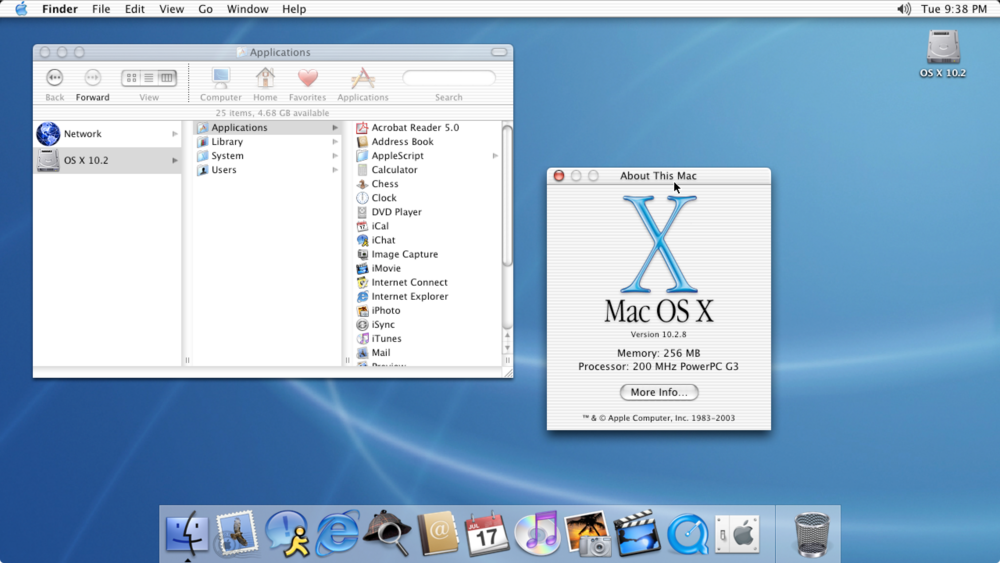 Finder File Edit View Go Window Help Tue 9:38 PM
OS X 10.2
Applications
Back Forward View Computer Home Favorites Applications Search
25 items, 4.68 GB available
Network
OS X 10.2
Applications
Library
System
Users
Acrobat Reader 5.0
Address Book
AppleScript
Calculator
Chess
Clock
DVD Player
iCal
iChat
Image Capture
iMovie
Internet Connect
Internet Explorer
iPhoto
iSync
iTunes
Mail
Preview
About This Mac
Mac OS X
Version 10.2.8
Memory: 256 MB
Processor: 200 MHz PowerPC G3
More Info...
™ & © Apple Computer, Inc. 1983-2003
JUL
17